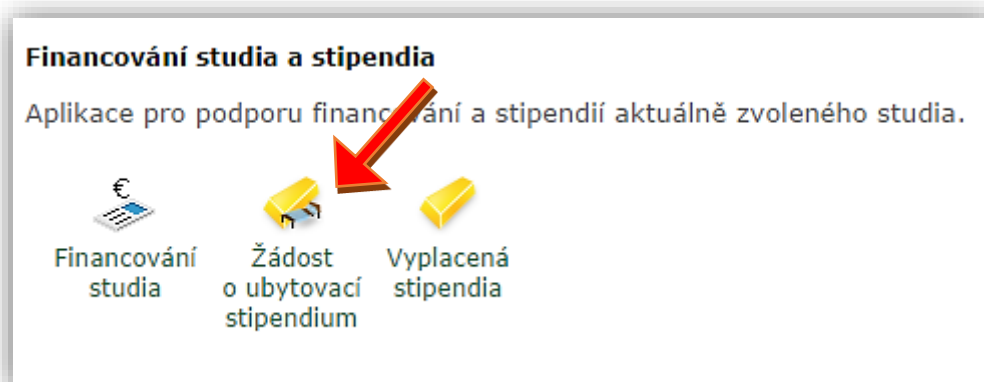 Financování studia a stipendia
Aplikace pro podporu financování a stipendií aktuálně zvoleného studia.
€
Financování
studia
Žádost
o ubytovací
stipendium
Vyplacená
stipendia